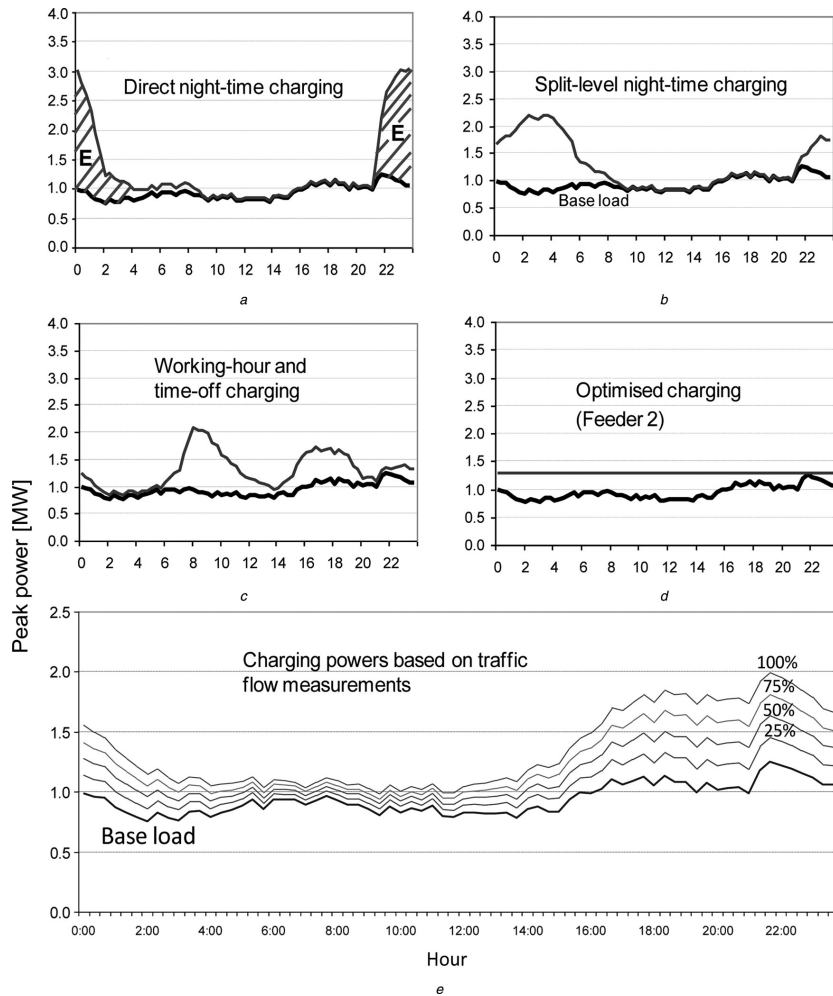 4.0
3.5
3.0
2.5
2.0
1.5
1.0
0.5
0.0
Direct night-time charging
E
E
0 2 4 6 8 10 12 14 16 18 20 22
a
4.0
3.5
3.0
2.5
2.0
1.5
1.0
0.5
0.0
Split-level night-time charging
Base load
0 2 4 6 8 10 12 14 16 18 20 22
b
4.0
3.5
3.0
2.5
2.0
1.5
1.0
0.5
0.0
Working-hour and
time-off charging
0 2 4 6 8 10 12 14 16 18 20 22
c
4.0
3.5
3.0
2.5
2.0
1.5
1.0
0.5
0.0
Optimised charging
(Feeder 2)
0 2 4 6 8 10 12 14 16 18 20 22
d
Peak power [MW]
2.5
2.0
1.5
1.0
0.5
0.0
Charging powers based on traffic
flow measurements
100%
75%
50%
25%
Base load
0:00 2:00 4:00 6:00 8:00 10:00 12:00 14:00 16:00 18:00 20:00 22:00
Hour
e